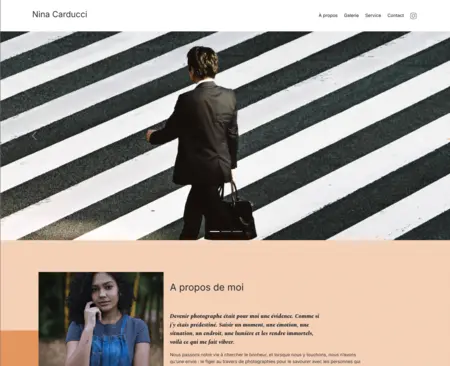 Nina Carducci
A propos Galerie Service Contact
A propos de moi
Devenir photographe était pour moi une évidence. Comme si
j'y étais prédestiné. Saisir un moment, une émotion, une
situation, un endroit, une lumière et les rendre immortels,
voilà ce qui me fait vibrer.
Nous passons notre vie à chercher le bonheur, et lorsque nous y touchons, nous n'avons
qu'une envie : le figer au travers de photographies pour le savourer avec les personnes qui